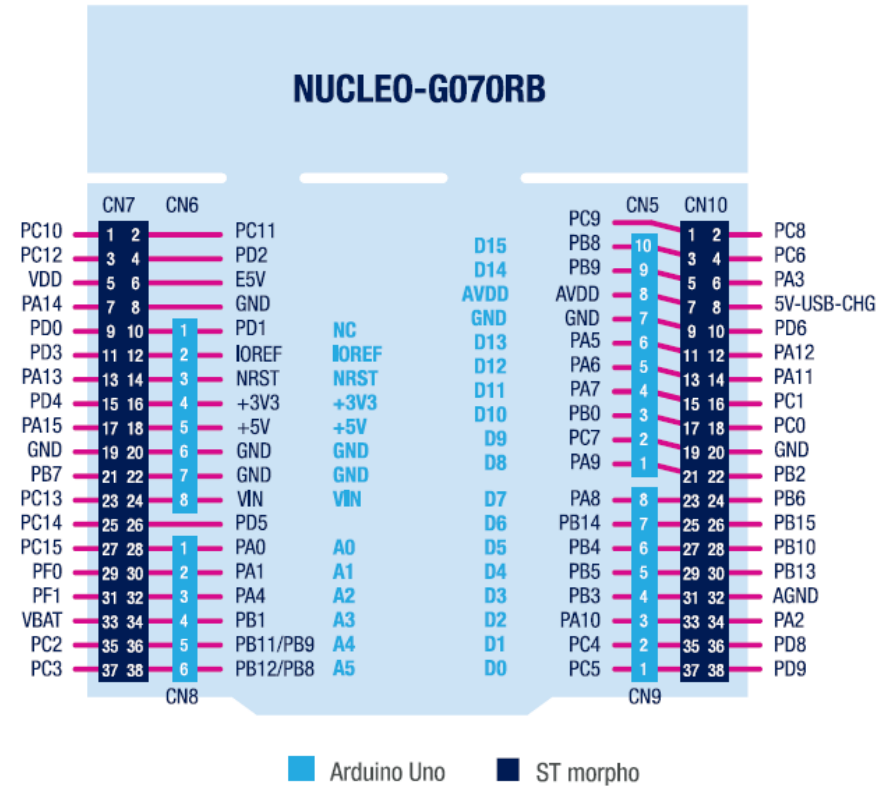 NUCLEO-G070RB
CN7 CN6 CN5 CN10
PC10 1 2 PC11 PC9 1 2 PC8
PC12 3 4 PD2 D15 PB8 10 3 4 PC6
VDD 5 6 E5V D14 PB9 9 5 6 PA3
PA14 7 8 GND AVDD AVDD 8 7 8 5V-USB-CHG
PD0 9 10 1 PD1 NC GND GND 7 9 10 PD6
PD3 11 12 2 IOREF IOREF D13 PA5 6 11 12 PA12
PA13 13 14 3 NRST NRST D12 PA6 5 13 14 PA11
PD4 15 16 4 +3V3 +3V3 D11 PA7 4 15 16 PC1
PA15 17 18 5 +5V +5V D10 PB0 3 17 18 PC0
GND 19 20 6 GND GND D9 PC7 2 19 20 GND
PB7 21 22 7 GND GND D8 PA9 1 21 22 PB2
PC13 23 24 8 VIN VIN D7 PA8 8 23 24 PB6
PC14 25 26 PD5 D6 PB14 7 25 26 PB15
PC15 27 28 1 PA0 A0 D5 PB4 6 27 28 PB10
PF0 29 30 2 PA1 A1 D4 PB5 5 29 30 PB13
PF1 31 32 3 PA4 A2 D3 PB3 4 31 32 AGND
VBAT 33 34 4 PB1 A3 D2 PA10 3 33 34 PA2
PC2 35 36 5 PB11/PB9 A4 D1 PC4 2 35 36 PD8
PC3 37 38 6 PB12/PB8 A5 D0 PC5 1 37 38 PD9
CN8 CN9
Arduino Uno ST morpho